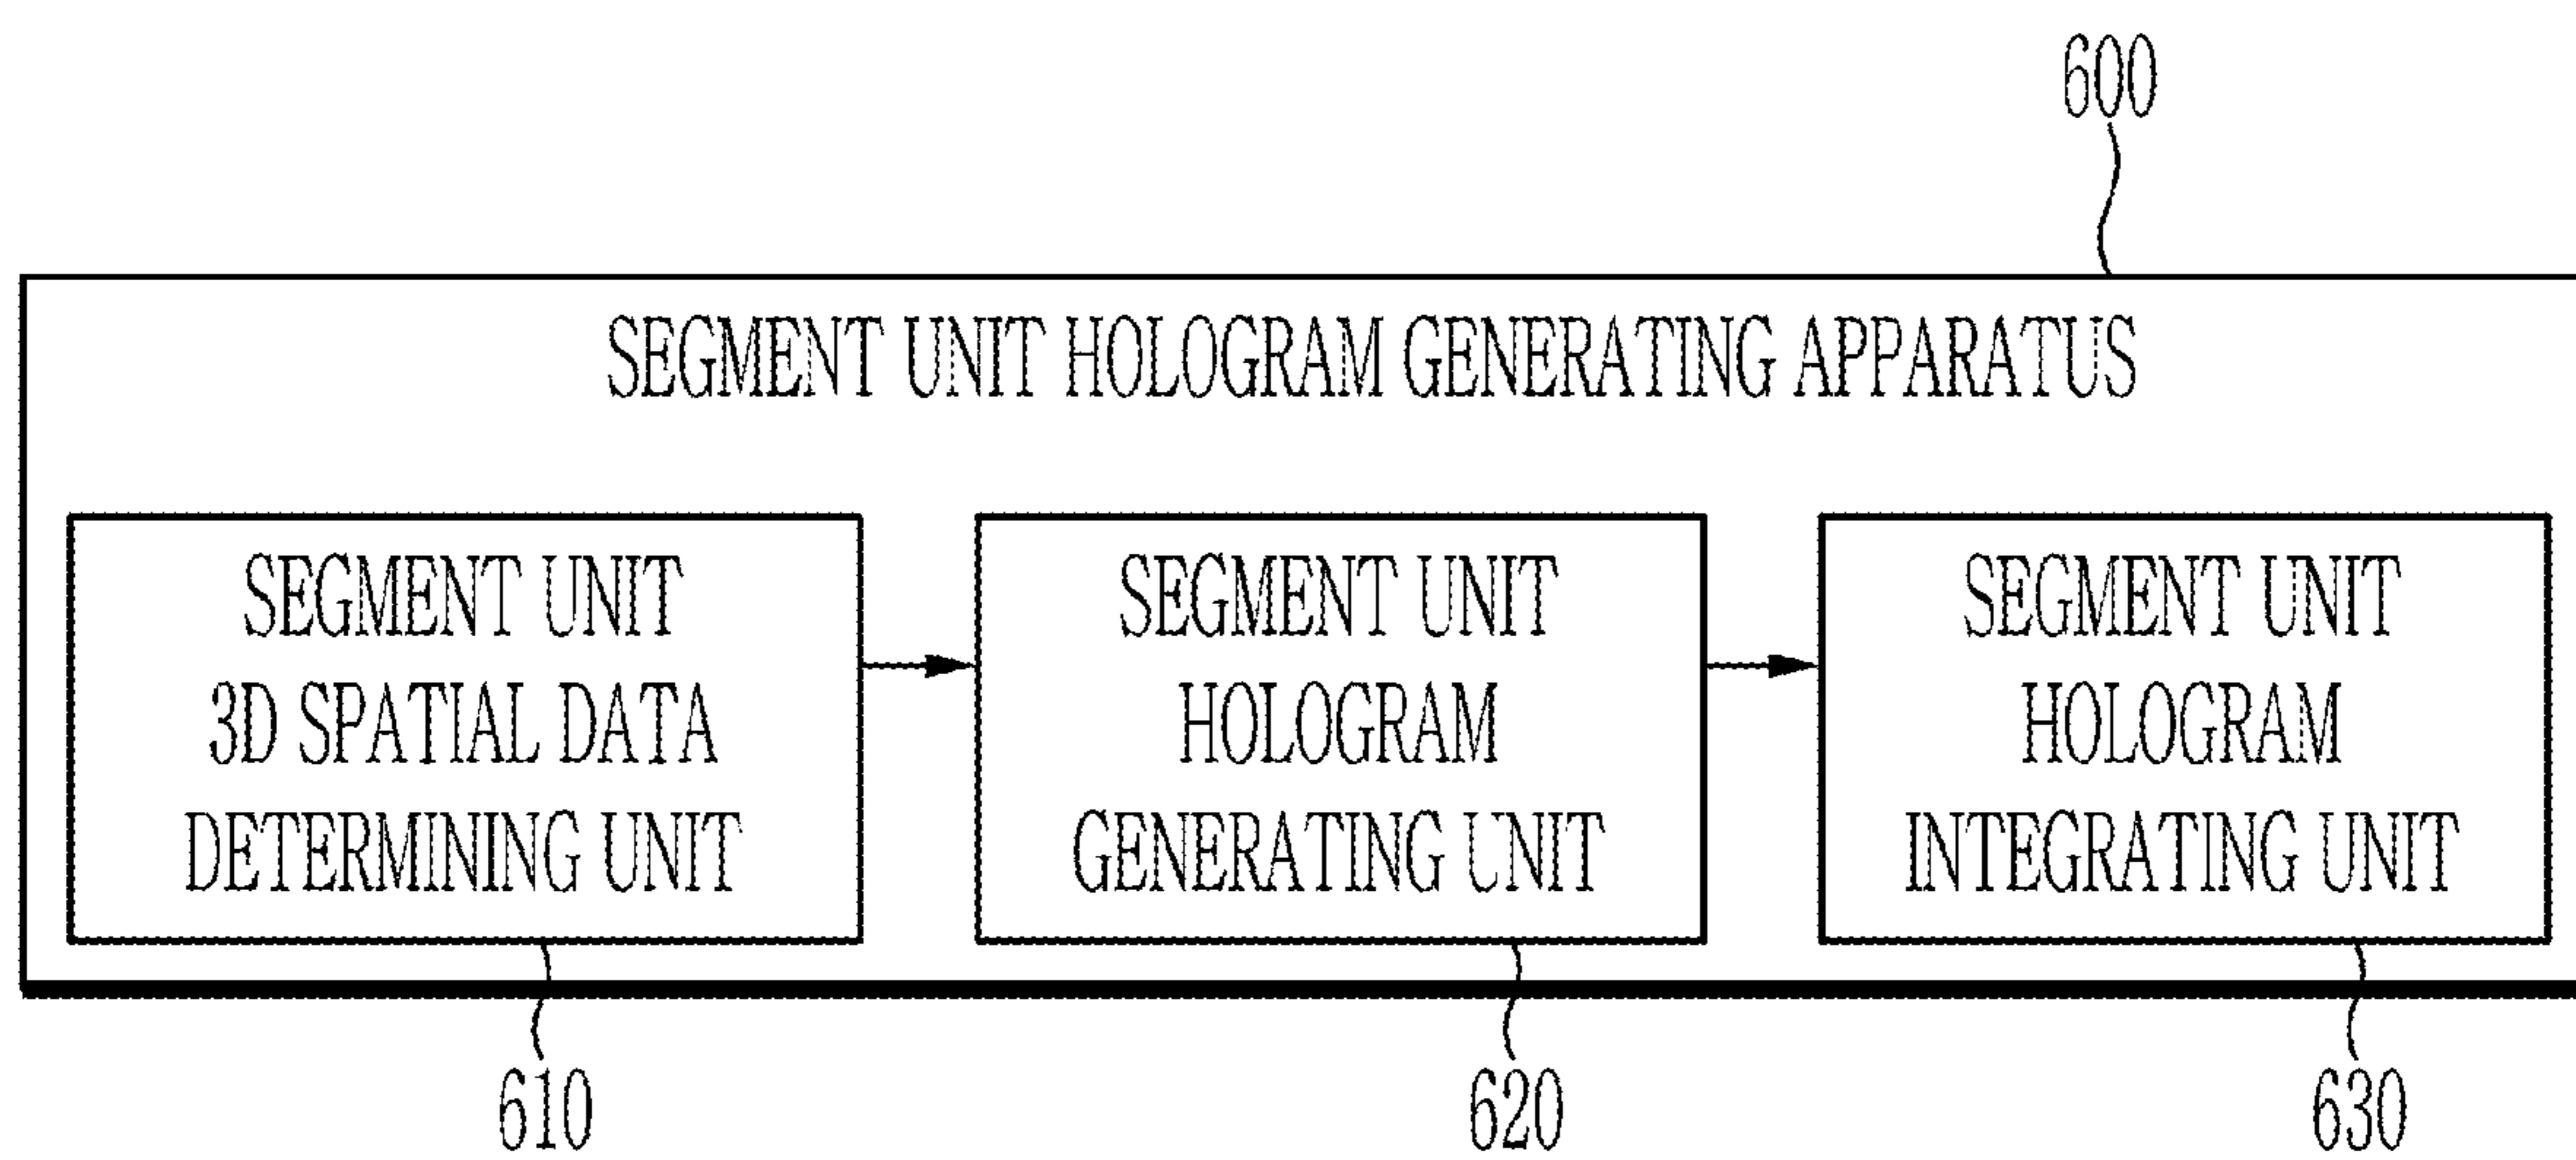 600
SEGMENT UNIT HOLOGRAM GENERATING APPARATUS
SEGMENT UNIT
3D SPATIAL DATA
DETERMINING UNIT
SEGMENT UNIT
HOLOGRAM
GENERATING UNIT
SEGMENT UNIT
HOLOGRAM
INTEGRATING UNIT
610
620
630